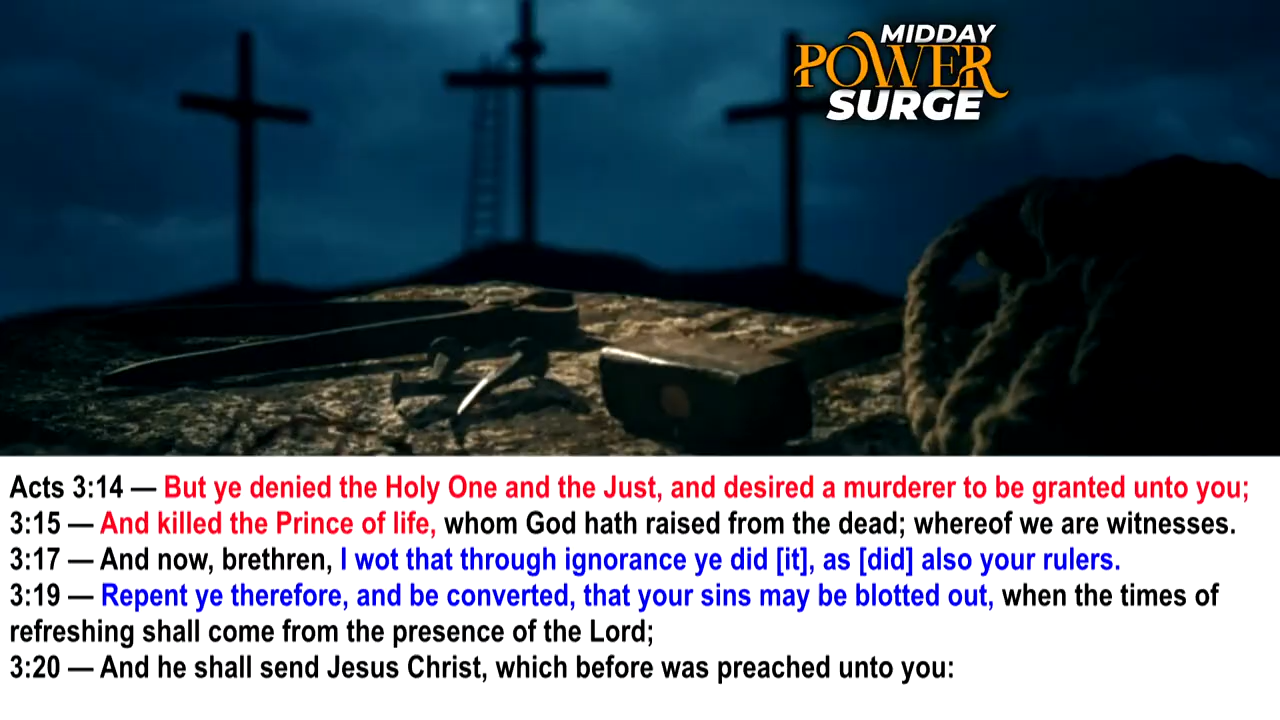 MIDDAY
POWER
SURGE
Acts 3:14 — But ye denied the Holy One and the Just, and desired a murderer to be granted unto you;
3:15 — And killed the Prince of life, whom God hath raised from the dead; whereof we are witnesses.
3:17 — And now, brethren, I wot that through ignorance ye did [it], as [did] also your rulers.
3:19 — Repent ye therefore, and be converted, that your sins may be blotted out, when the times of
refreshing shall come from the presence of the Lord;
3:20 — And he shall send Jesus Christ, which before was preached unto you: